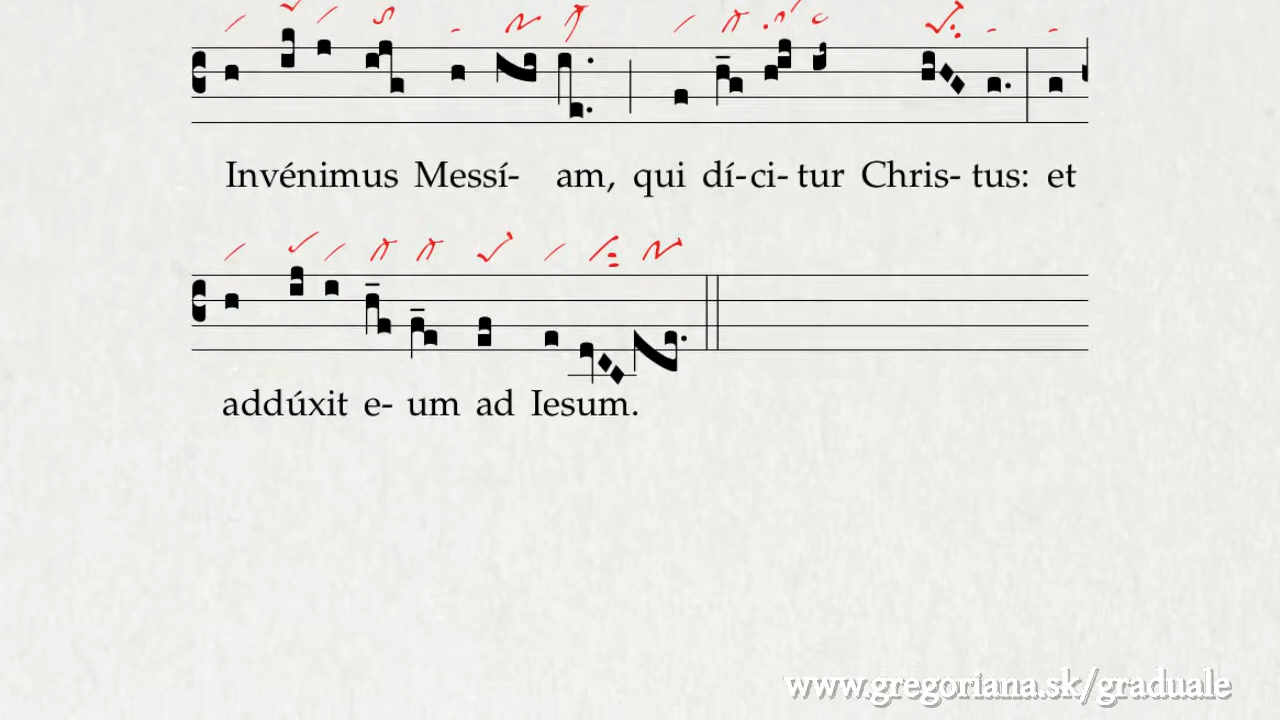 Invénimus Messí- am, qui dí-ci-tur Chris- tus: et
addúxit e- um ad Iesum.
www.gregoriana.sk/graduale